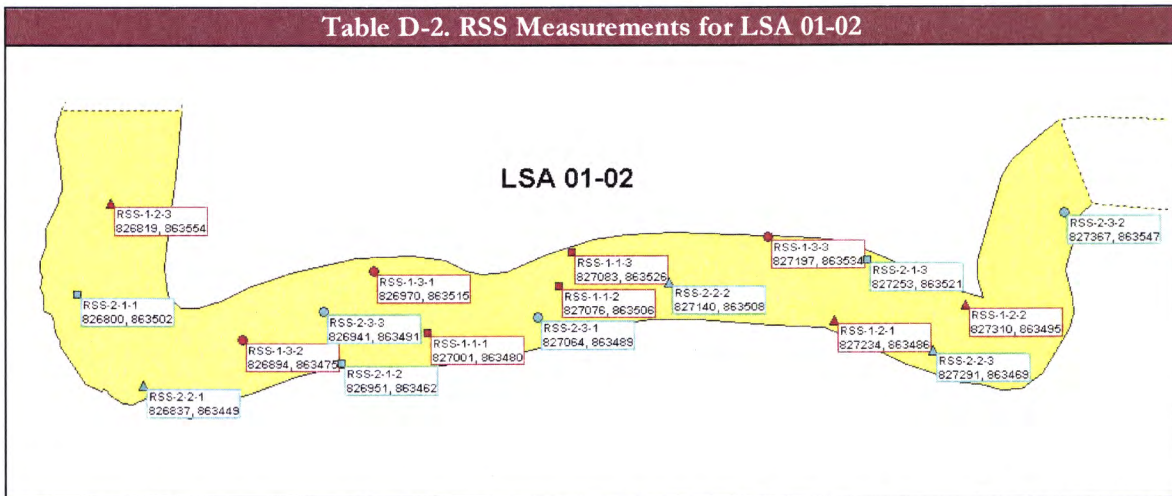 Table D-2. RSS Measurements for LSA 01-02
LSA 01-02
RSS-1-2-3
826819, 863554
RSS-2-3-2
827367, 863547
RSS-1-3-3
827197, 863534
RSS-1-1-3
827083, 863526
RSS-2-1-3
827253, 863521
RSS-1-3-1
826970, 863515
RSS-2-2-2
827140, 863508
RSS-1-1-2
827076, 863506
RSS-2-1-1
826800, 863502
RSS-1-2-2
827310, 863495
RSS-2-3-3
826941, 863491
RSS-2-3-1
827064, 863489
RSS-1-2-1
827234, 863486
RSS-1-1-1
827001, 863480
RSS-1-3-2
826894, 863475
RSS-2-2-3
827291, 863469
RSS-2-1-2
826951, 863462
RSS-2-2-1
826837, 863449